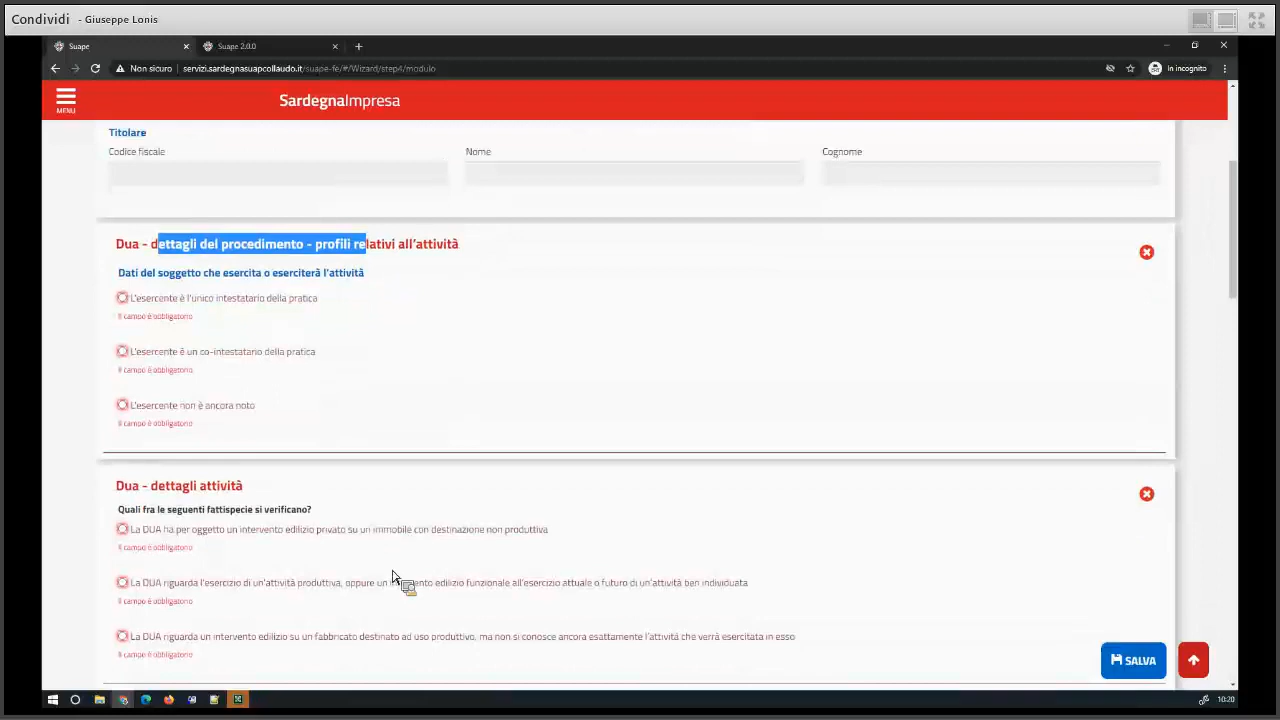 Condividi - Giuseppe Lonis
Suape
Suape 2.0.0
Non sicuro servizi.sardegnasuapcollaudo.it/suape-fe/#/Wizard/step4/modulo
In incognito
MENU
SardegnaImpresa
Titolare
Codice fiscale
Nome
Cognome
Dua - dettagli del procedimento - profili relativi all'attività
Dati del soggetto che esercita o eserciterà l'attività
L'esercente è l'unico intestatario della pratica
Il campo è obbligatorio
L'esercente è un co-intestatario della pratica
Il campo è obbligatorio
L'esercente non è ancora noto
Il campo è obbligatorio
Dua - dettagli attività
Quali fra le seguenti fattispecie si verificano?
La DUA ha per oggetto un intervento edilizio privato su un immobile con destinazione non produttiva
Il campo è obbligatorio
La DUA riguarda l'esercizio di un'attività produttiva, oppure un intervento edilizio funzionale all'esercizio attuale o futuro di un'attività ben individuata
Il campo è obbligatorio
La DUA riguarda un intervento edilizio su un fabbricato destinato ad uso produttivo, ma non si conosce ancora esattamente l'attività che verrà esercitata in esso
Il campo è obbligatorio
SALVA
10:20